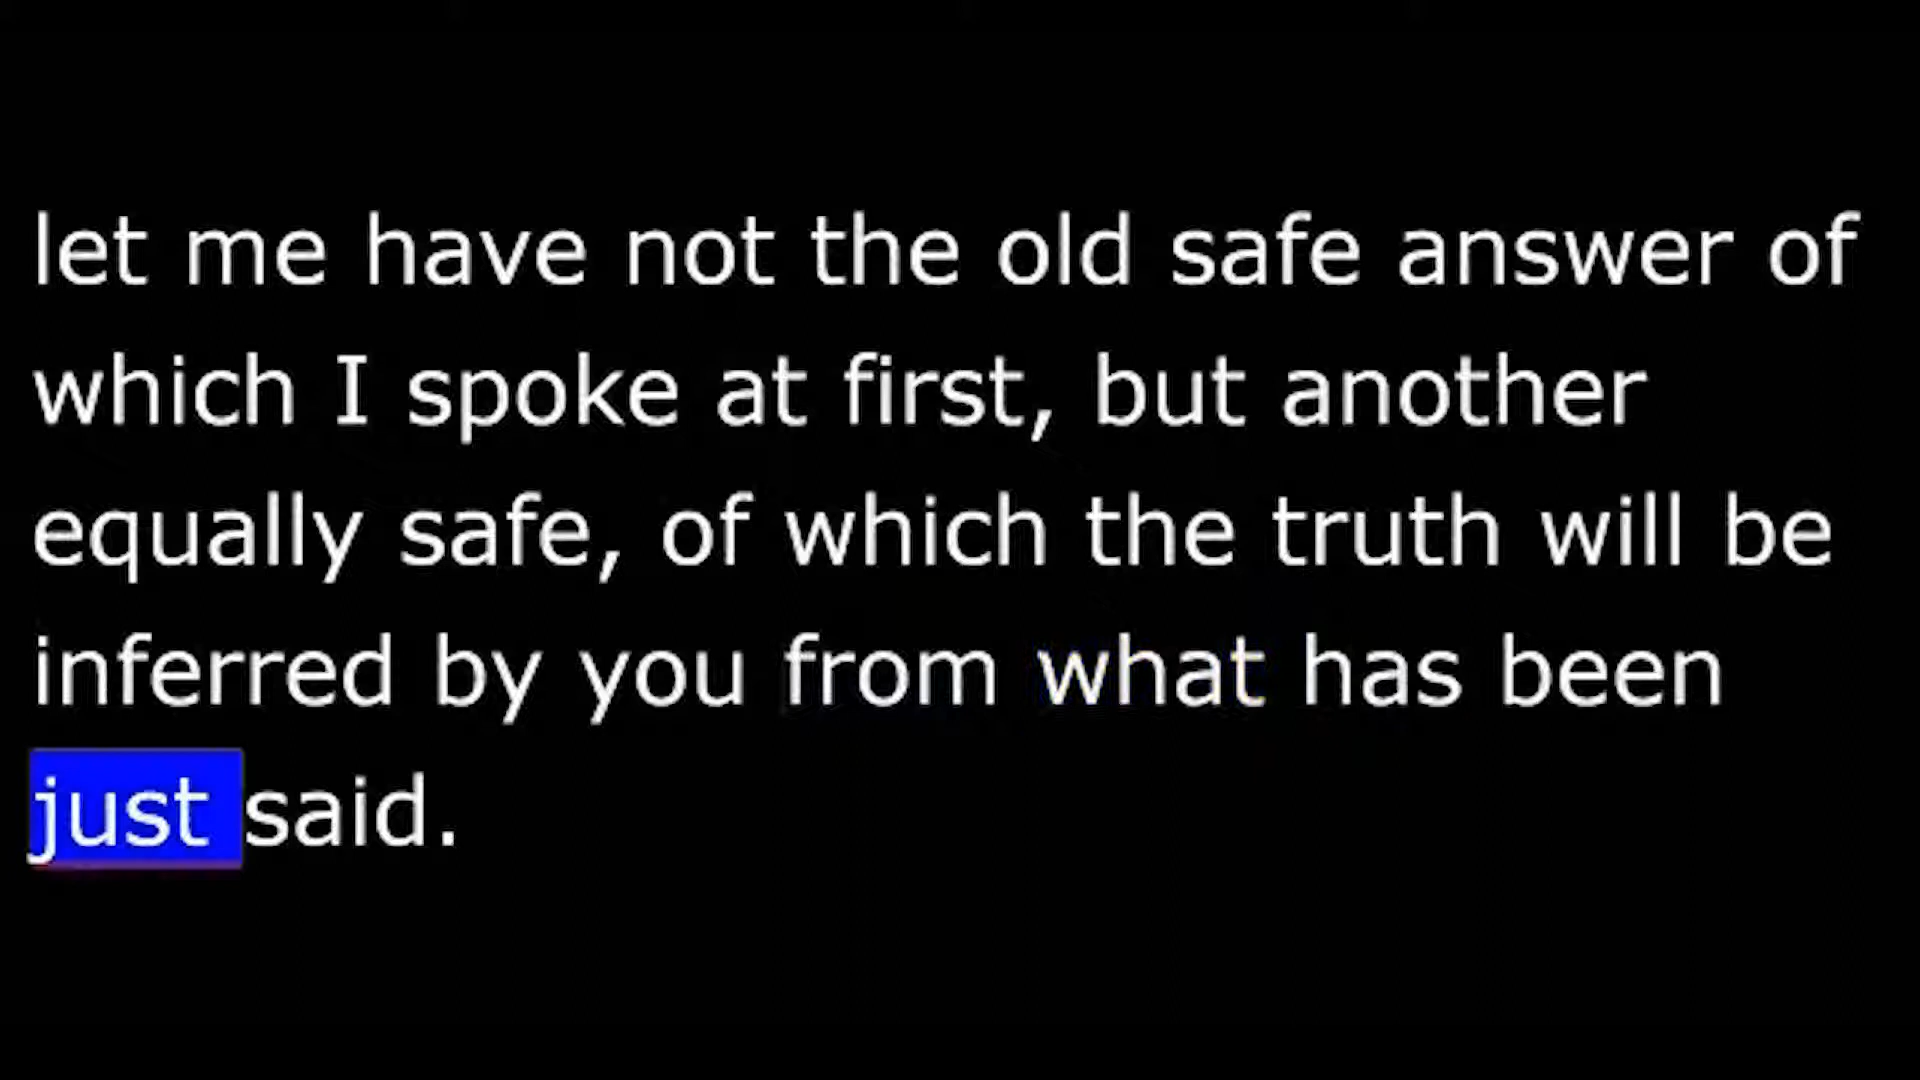 let me have not the old safe answer of
which I spoke at first, but another
equally safe, of which the truth will be
inferred by you from what has been
just said.